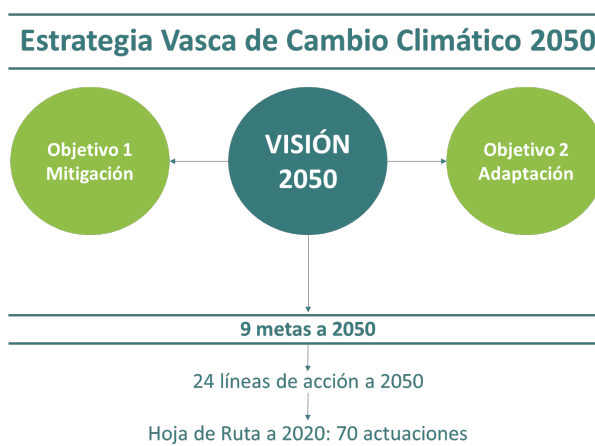 Estrategia Vasca de Cambio Climático 2050
Objetivo 1
Mitigación
VISIÓN
2050
Objetivo 2
Adaptación
9 metas a 2050
24 líneas de acción a 2050
Hoja de Ruta a 2020: 70 actuaciones